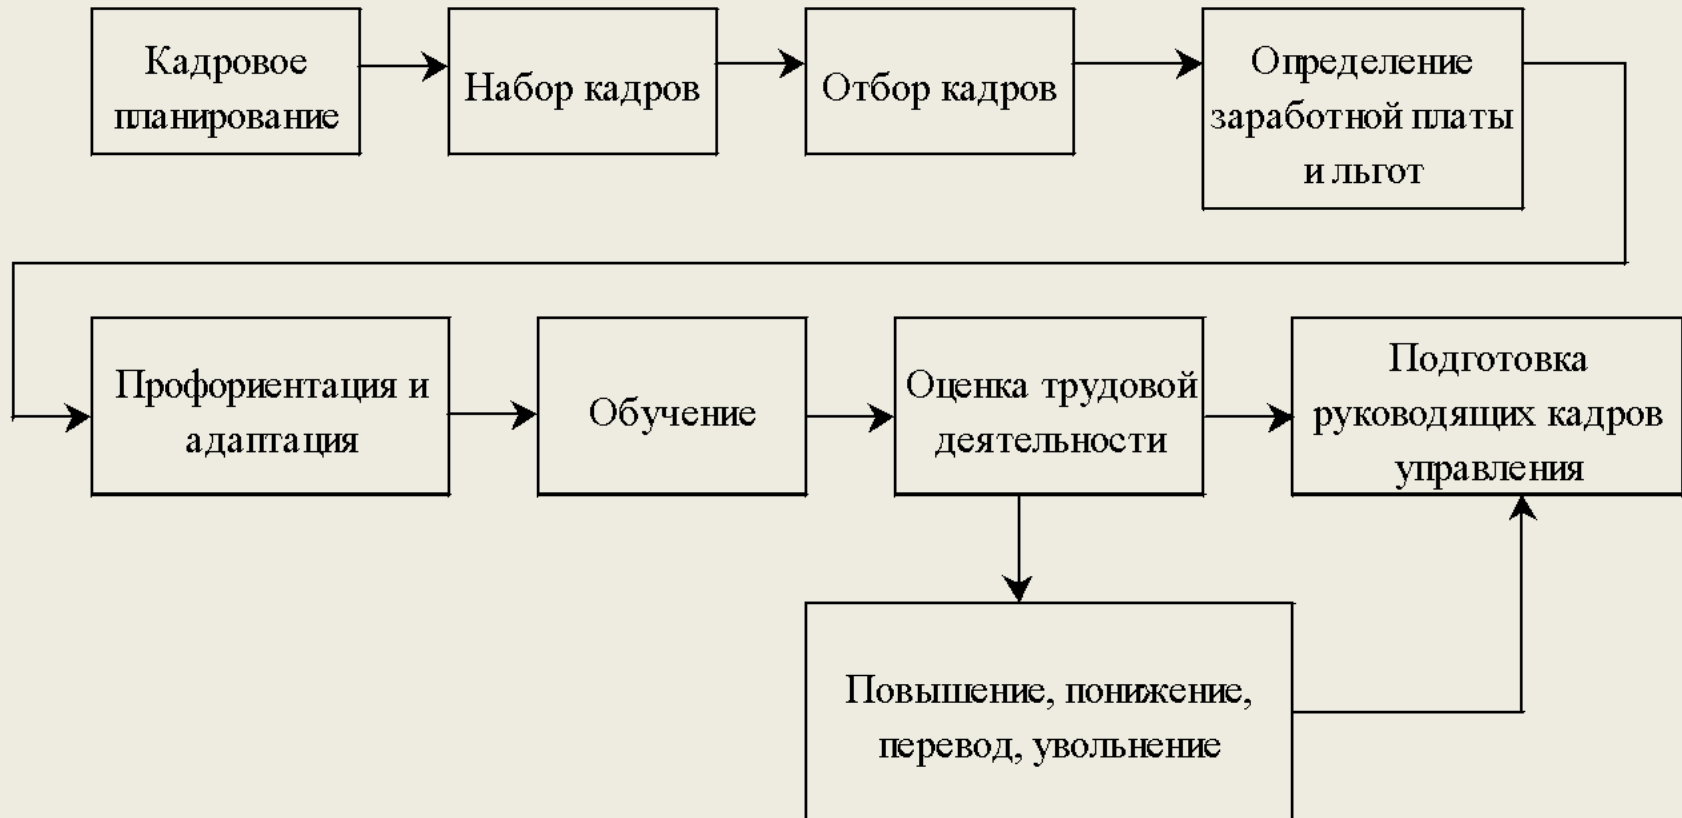 Кадровое
планирование
Набор кадров
Отбор кадров
Определение
заработной платы
и льгот
Профориентация и
адаптация
Обучение
Оценка трудовой
деятельности
Подготовка
руководящих кадров
управления
Повышение, понижение,
перевод, увольнение